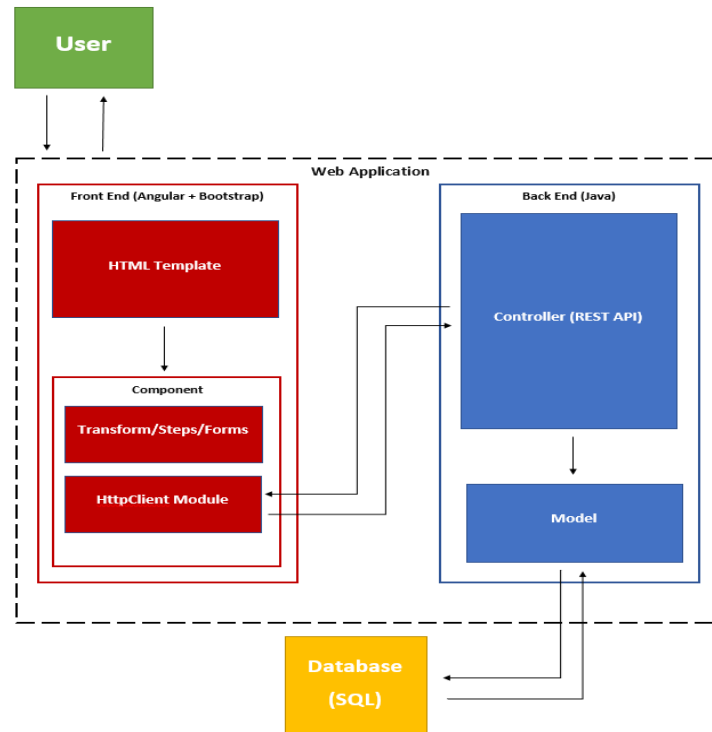 User
Web Application
Front End (Angular + Bootstrap)
HTML Template
Component
Transform/Steps/Forms
HttpClient Module
Back End (Java)
Controller (REST API)
Model
Database
(SQL)